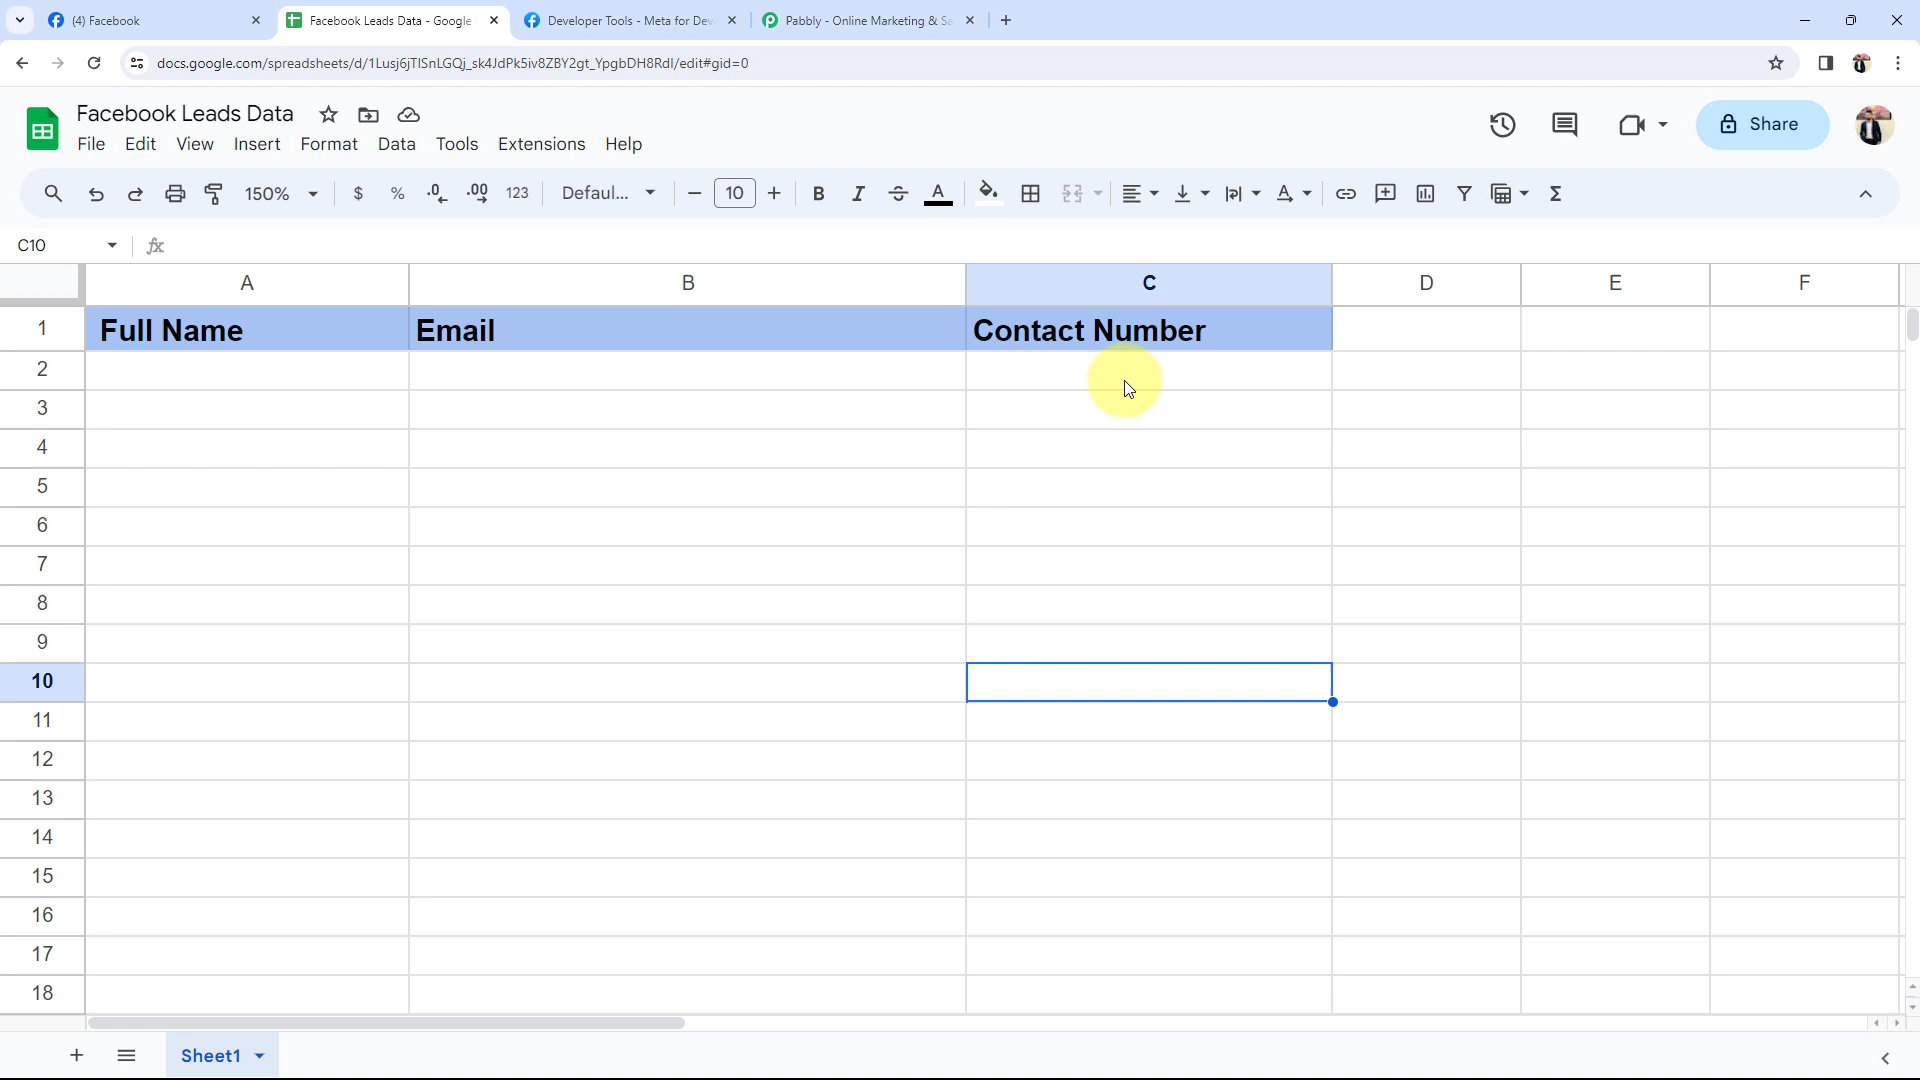 (4) Facebook
Facebook Leads Data - Google
Developer Tools - Meta for Dev
Pabbly - Online Marketing & Sa
docs.google.com/spreadsheets/d/1Lusj6jTlSnLGQj_sk4JdPk5iv8ZBY2gt_YpgbDH8RdI/edit#gid=0
Facebook Leads Data
File Edit View Insert Format Data Tools Extensions Help
Share
150% $ % .0 .00 123 Defaul... 10 B I S A
C10 fx
A B C D E F
1 Full Name Email Contact Number
2
3
4
5
6
7
8
9
10
11
12
13
14
15
16
17
18
Sheet1